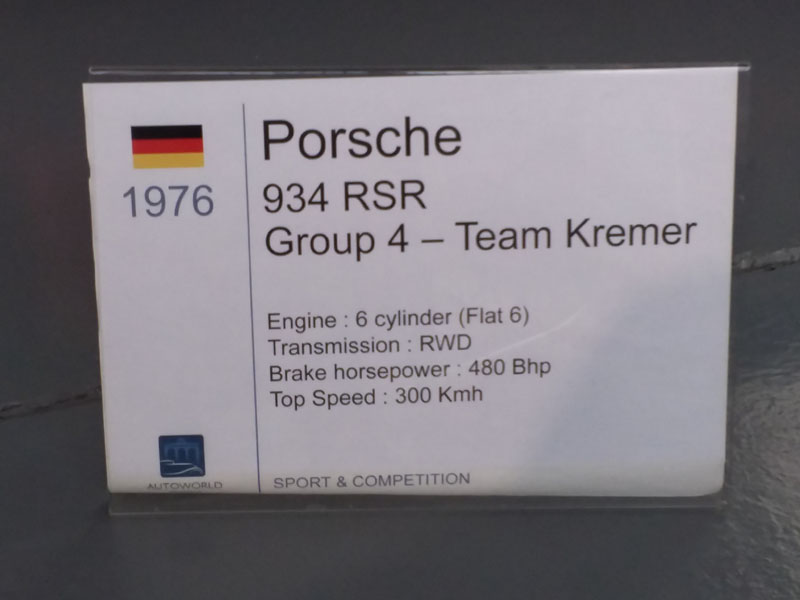 Porsche
1976
934 RSR
Group 4 – Team Kremer
Engine : 6 cylinder (Flat 6)
Transmission : RWD
Brake horsepower : 480 Bhp
Top Speed : 300 Kmh
AUTOWORLD
SPORT & COMPETITION